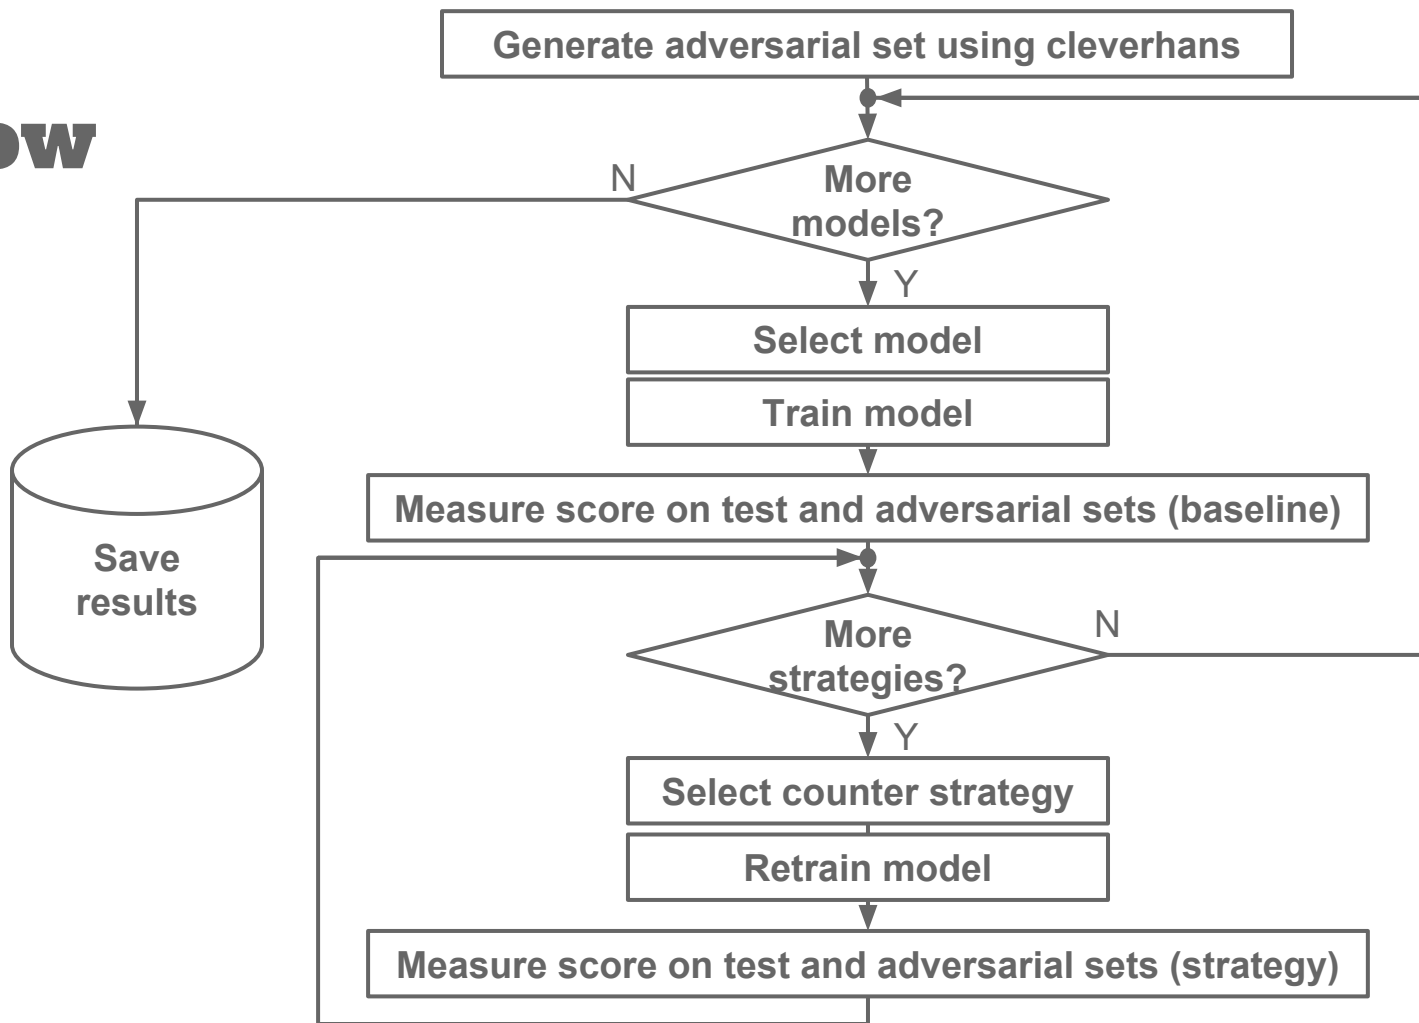 Generate adversarial set using cleverhans
ow
N
More
models?
Y
Select model
Train model
Measure score on test and adversarial sets (baseline)
Save
results
More
strategies?
N
Y
Select counter strategy
Retrain model
Measure score on test and adversarial sets (strategy)